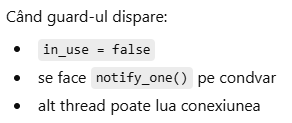 Când guard-ul dispare:
• in_use = false
• se face notify_one() pe condvar
• alt thread poate lua conexiunea